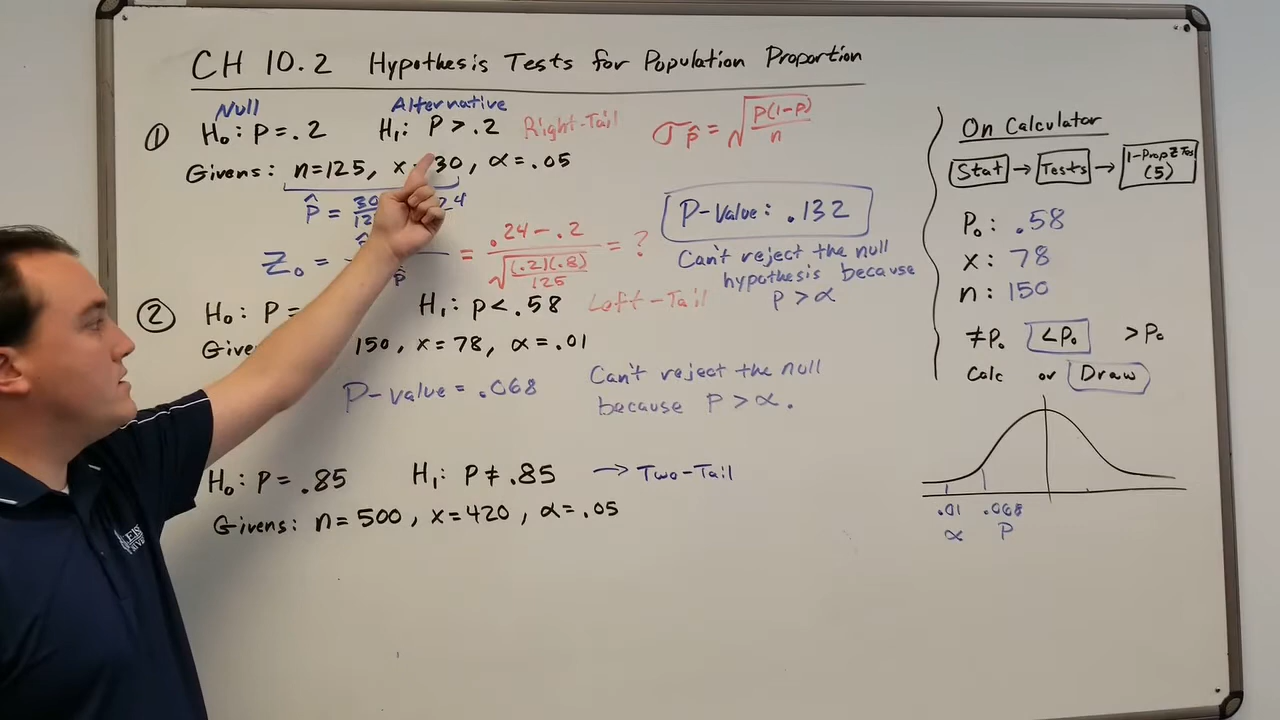 CH 10.2 Hypothesis Tests for Population Proportion
Null Alternative
① H₀: P = .2 H₁: P > .2 Right-Tail
σp̂ = √(P(1-P)/n)
Givens: n=125, x=30, α=.05
p̂ = 30
Z₀ = = .24 - .2 / √((.2)(.8)/125) = ?
P-value: .132
Can't reject the null
hypothesis because
P > α
② H₀: P = H₁: P < .58 Left-Tail
150, x=78, α=.01
P-value = .068
Can't reject the null
because P > α.
H₀: P = .85 H₁: P ≠ .85 → Two-Tail
Givens: n=500, x=420, α=.05
On Calculator
Stat → Tests → 1-Prop Z Test (5)
P₀: .58
x: 78
n: 150
≠P₀ <P₀ >P₀
Calc or Draw
.01 .068
α P